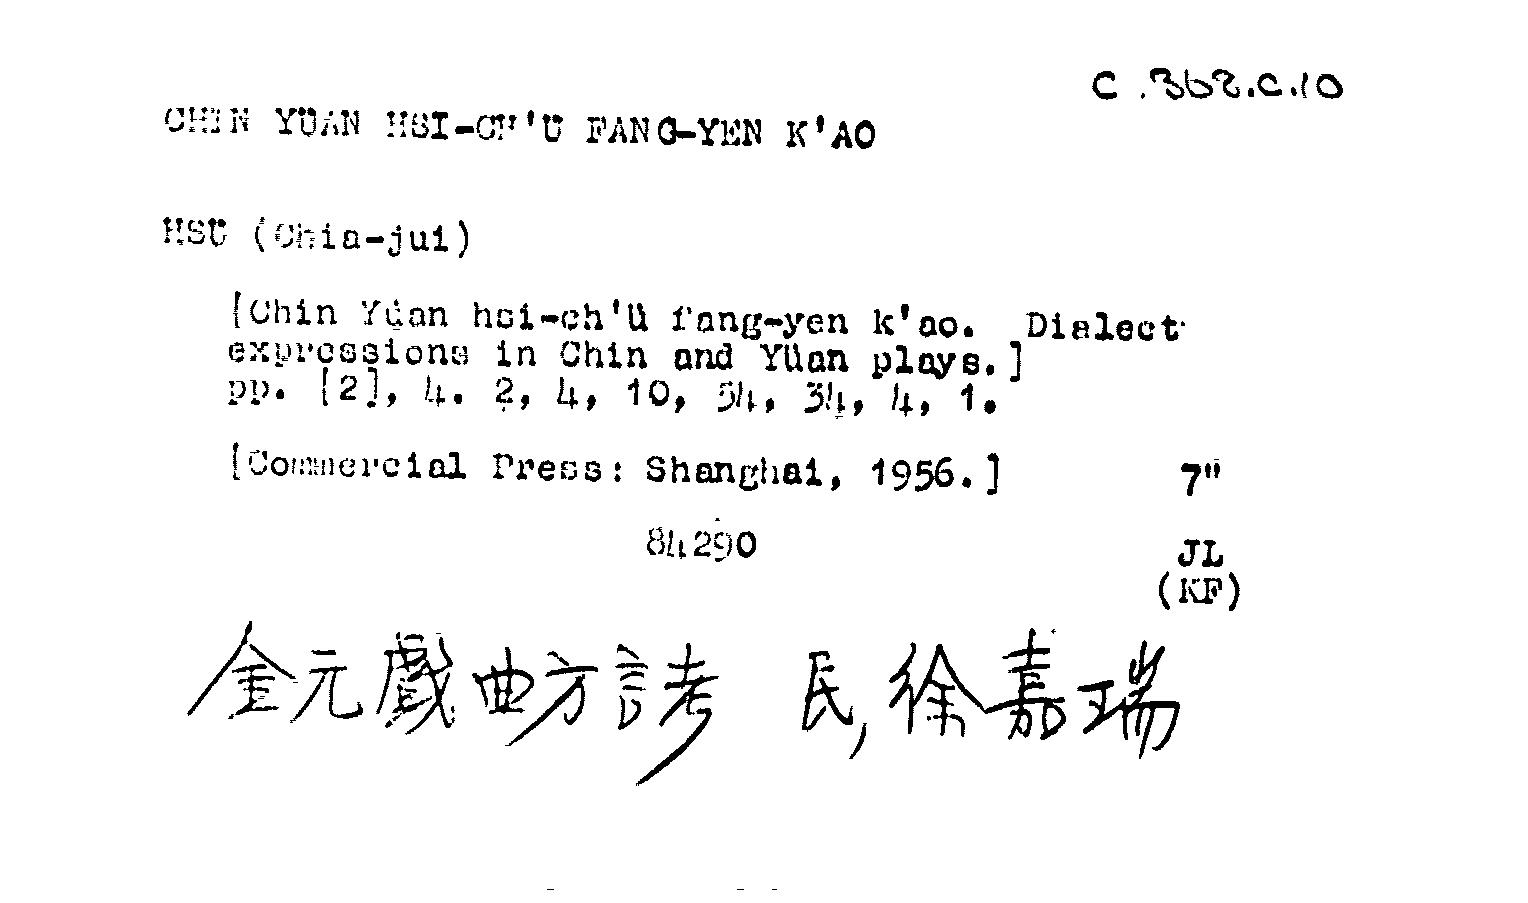 C.362.C.10
CHIN YÜAN HSI-CH'Ü FANG-YEN K'AO
HSÜ (Chia-jui)
[Chin Yüan hsi-ch'ü fang-yen k'ao. Dialect
expressions in Chin and Yüan plays.]
pp. [2], 4. 2, 4, 10, 54, 34, 4, 1.
[Commercial Press: Shanghai, 1956.] 7"
84290 JL
(KF)
金元戲曲方言考 民, 徐嘉瑞